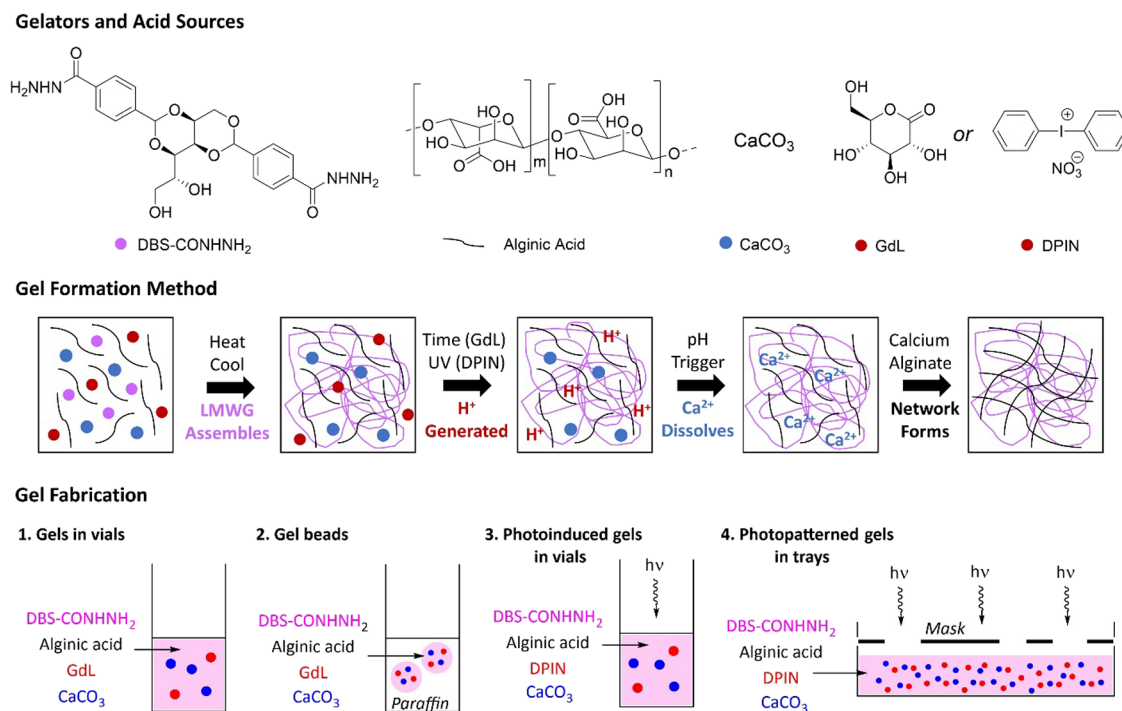 Gelators and Acid Sources
O
H2NHN
O
O
O
O
OH
HO
O
NHNH2
O
HO
HO
O
OH
O
m
O
OH
O
HO
HO
O
n
O
CaCO3
OH
O
O
HO
OH
OH
or
I
+
NO3
−
DBS-CONHNH2
Alginic Acid
CaCO3
GdL
DPIN
Gel Formation Method
Heat
Cool
LMWG
Assembles
Time (GdL)
UV (DPIN)
H+
Generated
H+
H+
H+
H+
pH
Trigger
Ca2+
Dissolves
Ca2+
Ca2+
Ca2+
Ca2+
Calcium
Alginate
Network
Forms
Gel Fabrication
1. Gels in vials
DBS-CONHNH2
Alginic acid
GdL
CaCO3
2. Gel beads
DBS-CONHNH2
Alginic acid
GdL
CaCO3
Paraffin
3. Photoinduced gels
in vials
hν
DBS-CONHNH2
Alginic acid
DPIN
CaCO3
4. Photopatterned gels
in trays
hν
hν
hν
DBS-CONHNH2
Mask
Alginic acid
DPIN
CaCO3